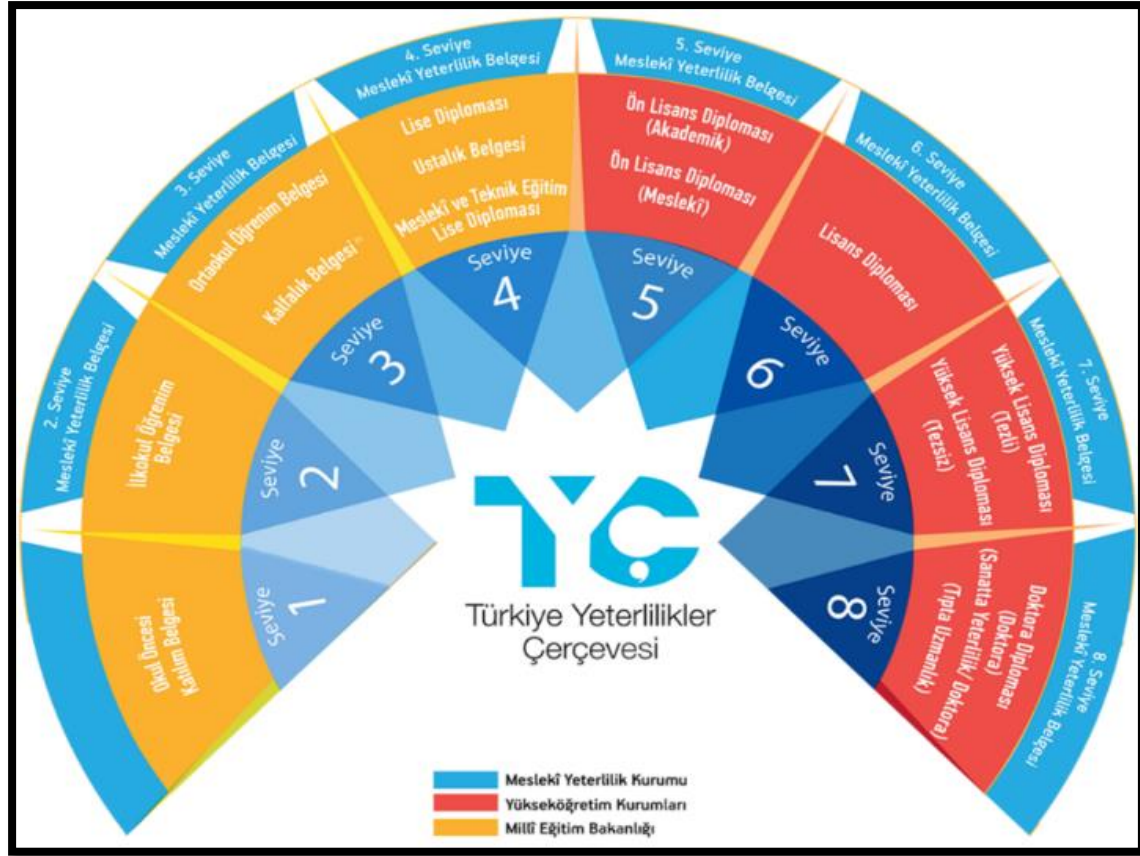 2. Seviye
Meslekî Yeterlilik Belgesi
3. Seviye
Meslekî Yeterlilik Belgesi
4. Seviye
Meslekî Yeterlilik Belgesi
5. Seviye
Meslekî Yeterlilik Belgesi
6. Seviye
Meslekî Yeterlilik Belgesi
7. Seviye
Meslekî Yeterlilik Belgesi
8. Seviye
Meslekî Yeterlilik Belgesi
Okul Öncesi
Katılım Belgesi
İlkokul Öğrenim
Belgesi
Ortaokul Öğrenim Belgesi
Kalfalık Belgesi
Lise Diploması
Ustalık Belgesi
Meslekî ve Teknik Eğitim
Lise Diploması
Ön Lisans Diploması
(Akademik)
Ön Lisans Diploması
(Meslekî)
Lisans Diploması
Yüksek Lisans Diploması
(Tezli)
Yüksek Lisans Diploması
(Tezsiz)
Doktora Diploması
(Doktora)
(Sanatta Yeterlilik/ Doktora)
(Tıpta Uzmanlık)
Seviye
1
Seviye
2
Seviye
3
Seviye
4
Seviye
5
Seviye
6
Seviye
7
Seviye
8
TYÇ
Türkiye Yeterlilikler
Çerçevesi
Meslekî Yeterlilik Kurumu
Yükseköğretim Kurumları
Millî Eğitim Bakanlığı